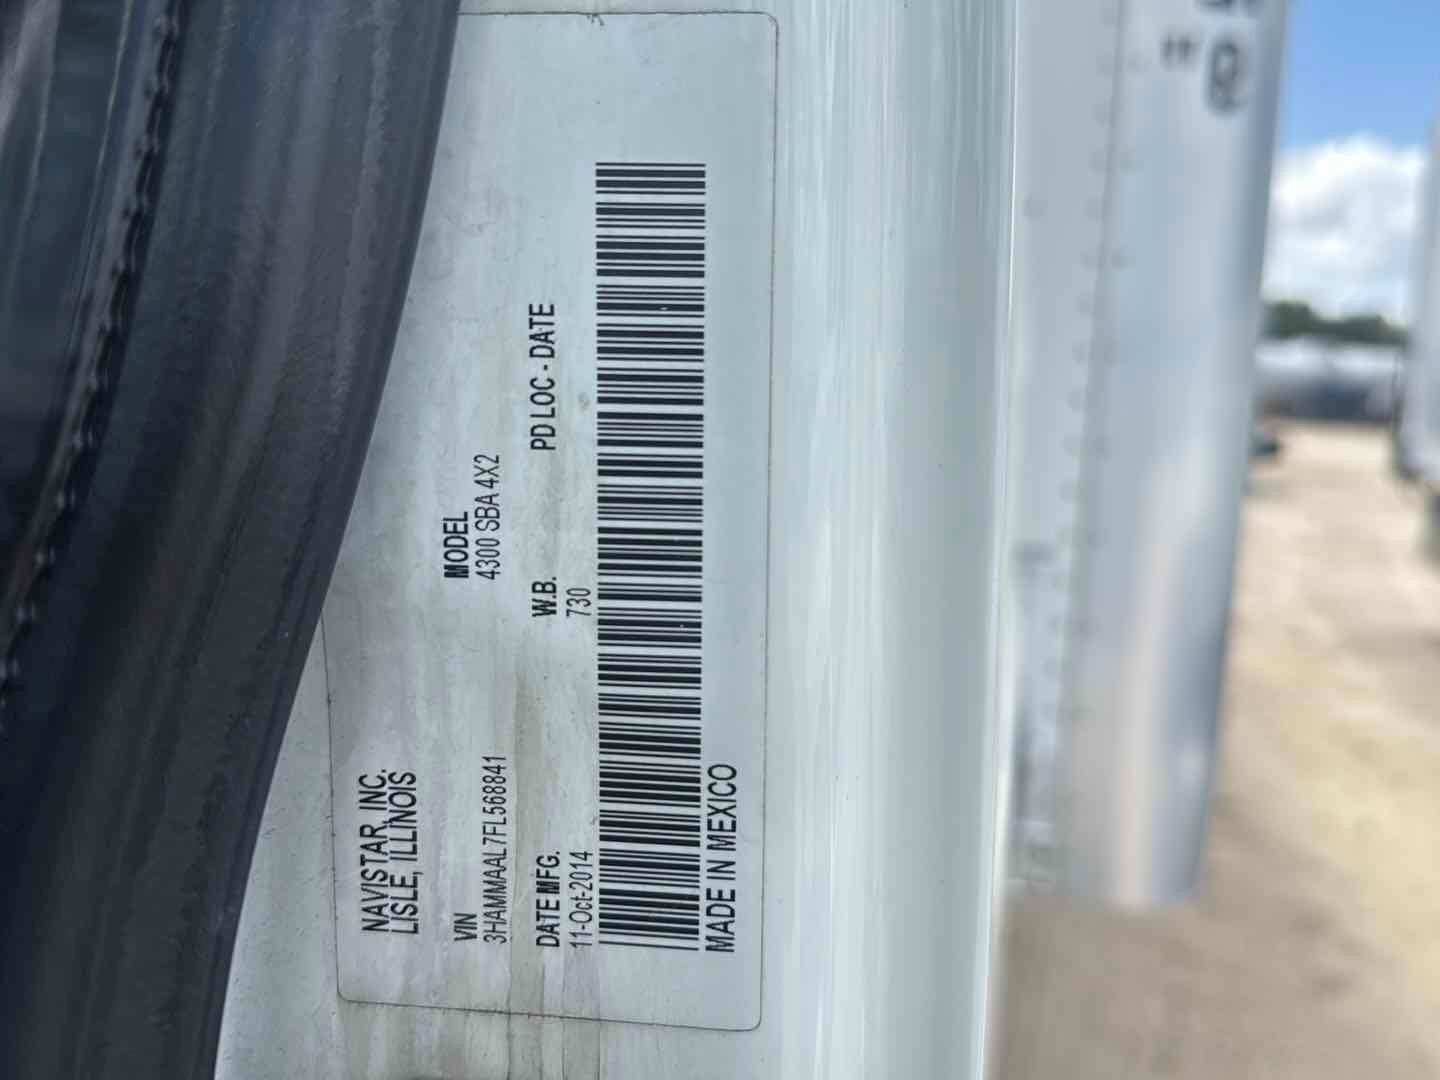 NAVISTAR, INC.
LISLE, ILLINOIS
VIN
3HAMMAAL7FL568841
MODEL
4300 SBA 4X2
DATE MFG.
11-Oct-2014
W.B.
730
PD LOC - DATE
MADE IN MEXICO